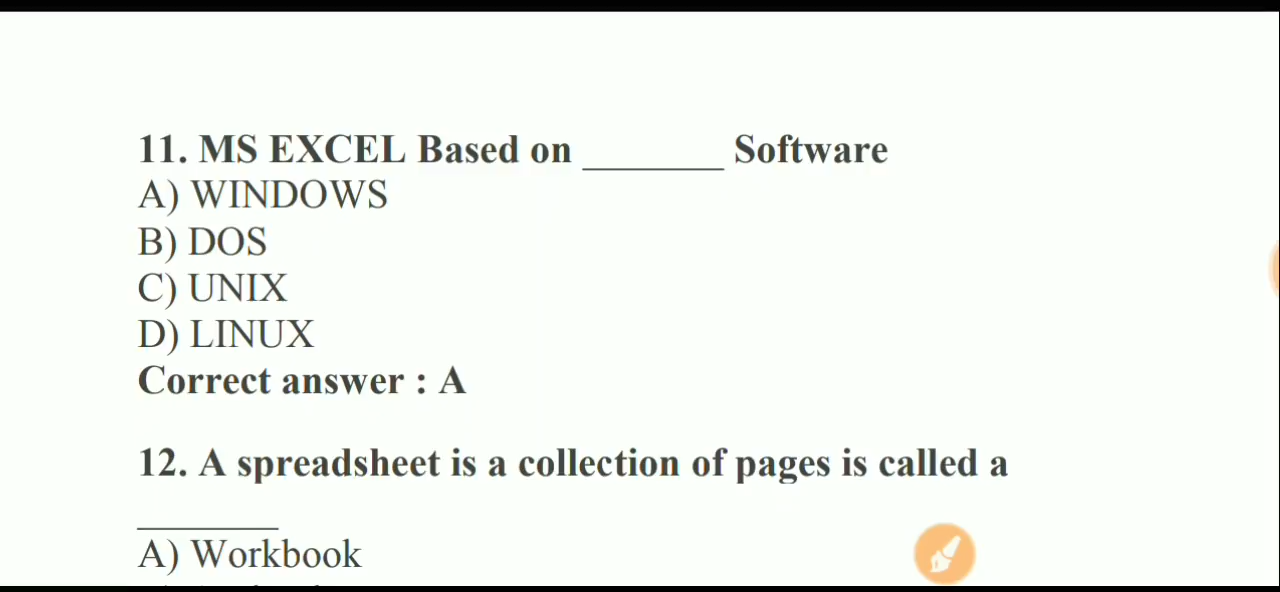 11. MS EXCEL Based on _______ Software
A) WINDOWS
B) DOS
C) UNIX
D) LINUX
Correct answer : A
12. A spreadsheet is a collection of pages is called a
_______
A) Workbook